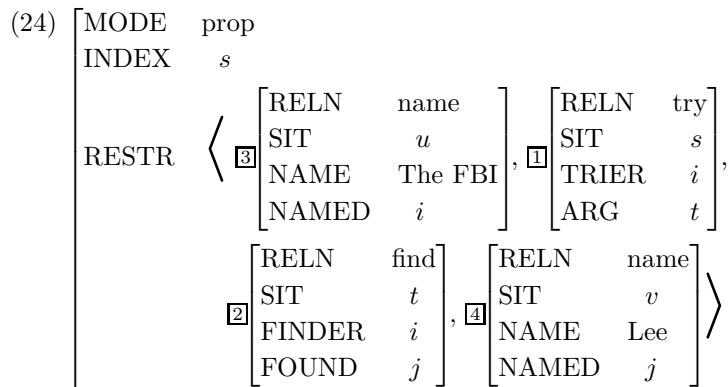 (24) MODE prop
INDEX s
RESTR ⟨ 3 [RELN name, 1 [RELN try
SIT u SIT s
NAME The FBI TRIER i
NAMED i], ARG t],
2 [RELN find, 4 [RELN name
SIT t SIT v
FINDER i NAME Lee
FOUND j], NAMED j] ⟩